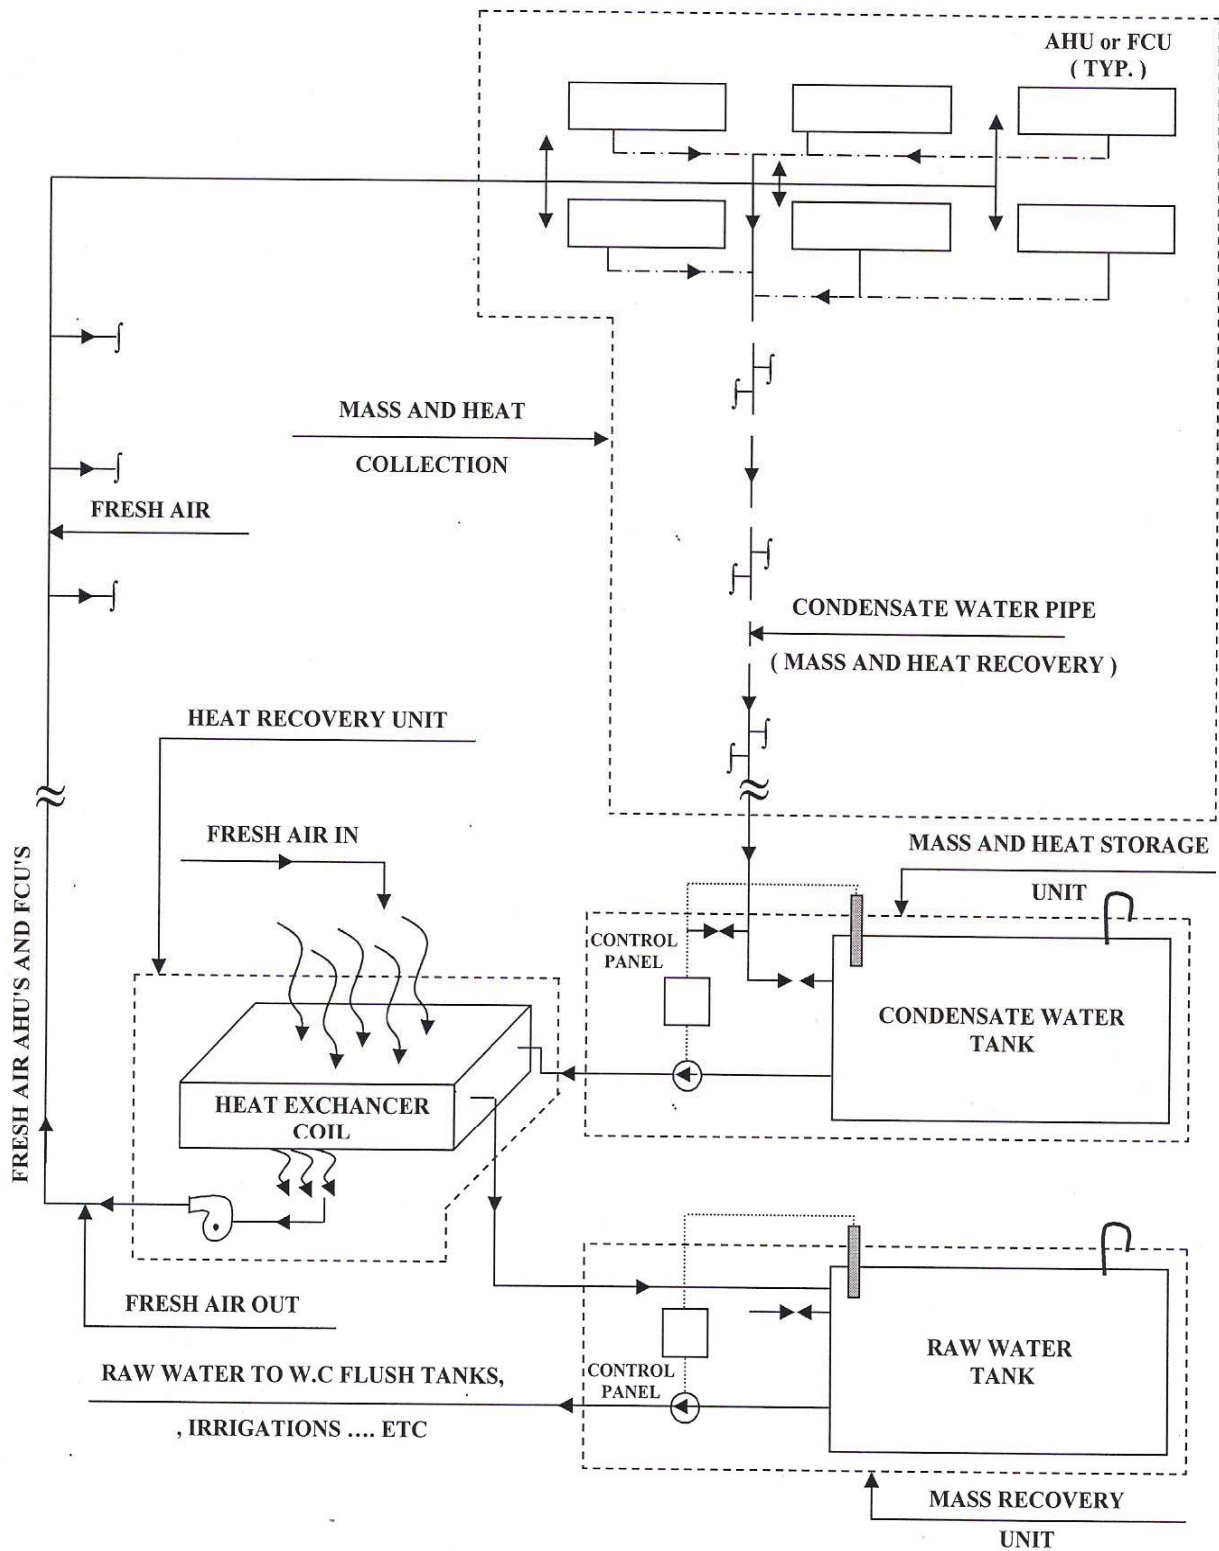 AHU or FCU
( TYP. )
MASS AND HEAT
COLLECTION
FRESH AIR
CONDENSATE WATER PIPE
( MASS AND HEAT RECOVERY )
HEAT RECOVERY UNIT
FRESH AIR IN
MASS AND HEAT STORAGE
UNIT
FRESH AIR AHU'S AND FCU'S
CONTROL
PANEL
CONDENSATE WATER
TANK
HEAT EXCHANCER
COIL
FRESH AIR OUT
RAW WATER
TANK
RAW WATER TO W.C FLUSH TANKS,
, IRRIGATIONS .... ETC
CONTROL
PANEL
MASS RECOVERY
UNIT